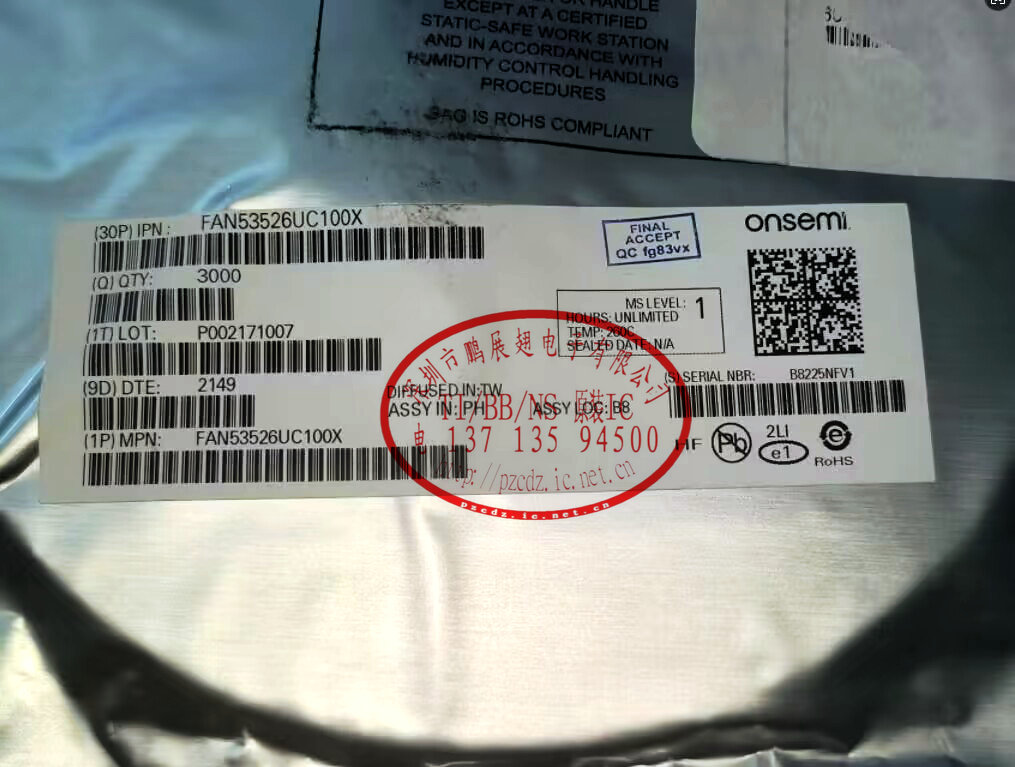 OR HANDLE
EXCEPT AT A CERTIFIED
STATIC-SAFE WORK STATION
AND IN ACCORDANCE WITH
HUMIDITY CONTROL HANDLING
PROCEDURES
BAG IS ROHS COMPLIANT
(30P) IPN : FAN53526UC100X
(Q) QTY: 3000
(1T) LOT: P002171007
(9D) DTE: 2149
(1P) MPN: FAN53526UC100X
FINAL
ACCEPT
QC fg83vx
onsemi
MS LEVEL: 1
HOURS: UNLIMITED
TEMP: 260C
SEALED DATE: N/A
DIFFUSED IN:TW
ASSY IN: PH ASSY LOC: B8
(S) SERIAL NBR: B8225NFV1
HF Pb 2LI e1 e RoHS
深圳市鹏展翅电子有限公司
TI/BB/NS 原装IC
电 137 135 94500
http://pzcdz.ic.net.cn
pzcdz.ic.net.cn